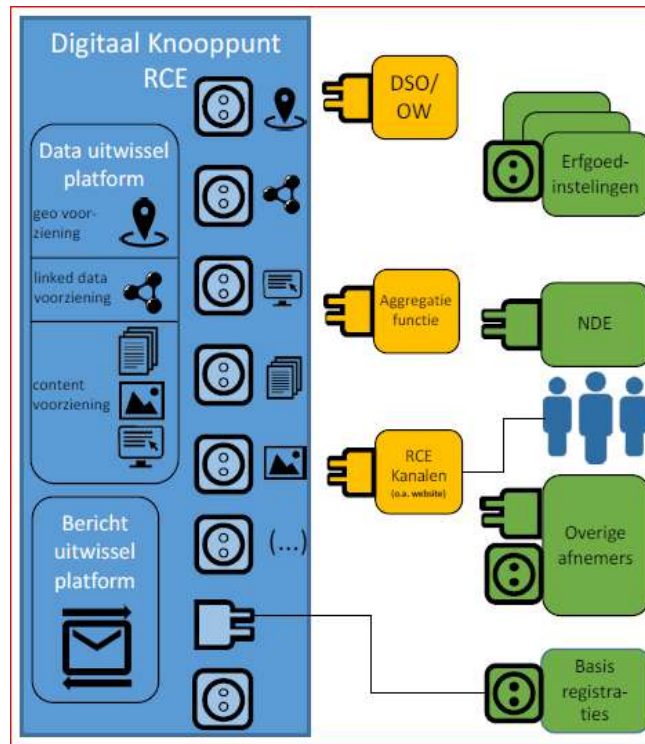 Digitaal Knooppunt
RCE
Data uitwissel
platform
geo voor-
ziening
linked data
voorziening
content
voorziening
Bericht
uitwissel
platform
(...)
DSO/
OW
Aggregatie
functie
RCE
Kanalen
(o.a. website)
Erfgoed-
instelingen
NDE
Overige
afnemers
Basis
registra-
ties